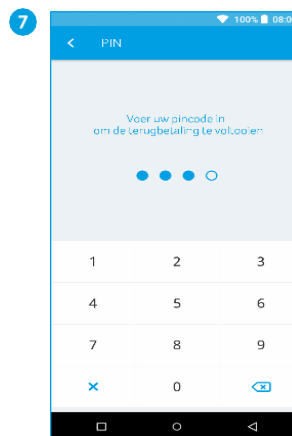 7
100% 08:0
PIN
Voer uw pincode in
om de terugbetaling te voltooien
1 2 3
4 5 6
7 8 9
0